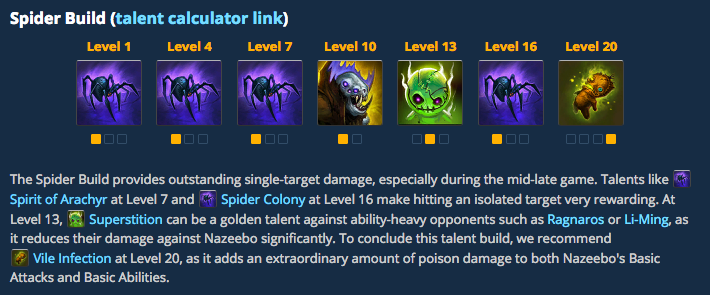 Spider Build (talent calculator link)
Level 1 Level 4 Level 7 Level 10 Level 13 Level 16 Level 20
The Spider Build provides outstanding single-target damage, especially during the mid-late game. Talents like
Spirit of Arachyr at Level 7 and Spider Colony at Level 16 make hitting an isolated target very rewarding. At
Level 13, Superstition can be a golden talent against ability-heavy opponents such as Ragnaros or Li-Ming, as
it reduces their damage against Nazeebo significantly. To conclude this talent build, we recommend
Vile Infection at Level 20, as it adds an extraordinary amount of poison damage to both Nazeebo's Basic
Attacks and Basic Abilities.